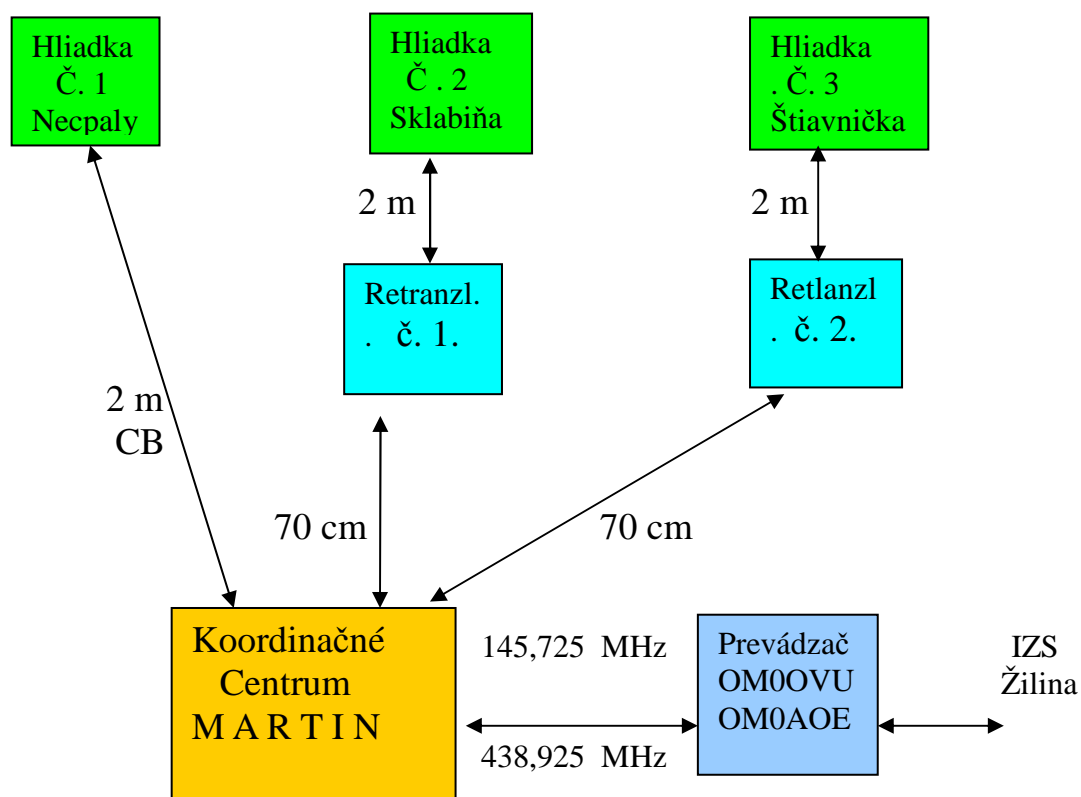 Hliadka
Č. 1
Necpaly
Hliadka
Č . 2
Sklabiňa
Hliadka
. Č. 3
Štiavnička
2 m
2 m
Retranzl.
. č. 1.
Retlanzl
. č. 2.
2 m
CB
70 cm
70 cm
Koordinačné
Centrum
M A R T I N
145,725 MHz
438,925 MHz
Prevádzač
OM0OVU
OM0AOE
IZS
Žilina